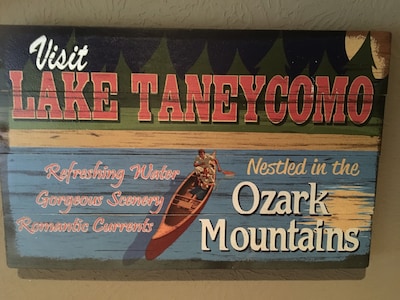 Visit
LAKE TANEYCOMO
Refreshing Water
Gorgeous Scenery
Romantic Currents
Nestled in the
Ozark
Mountains